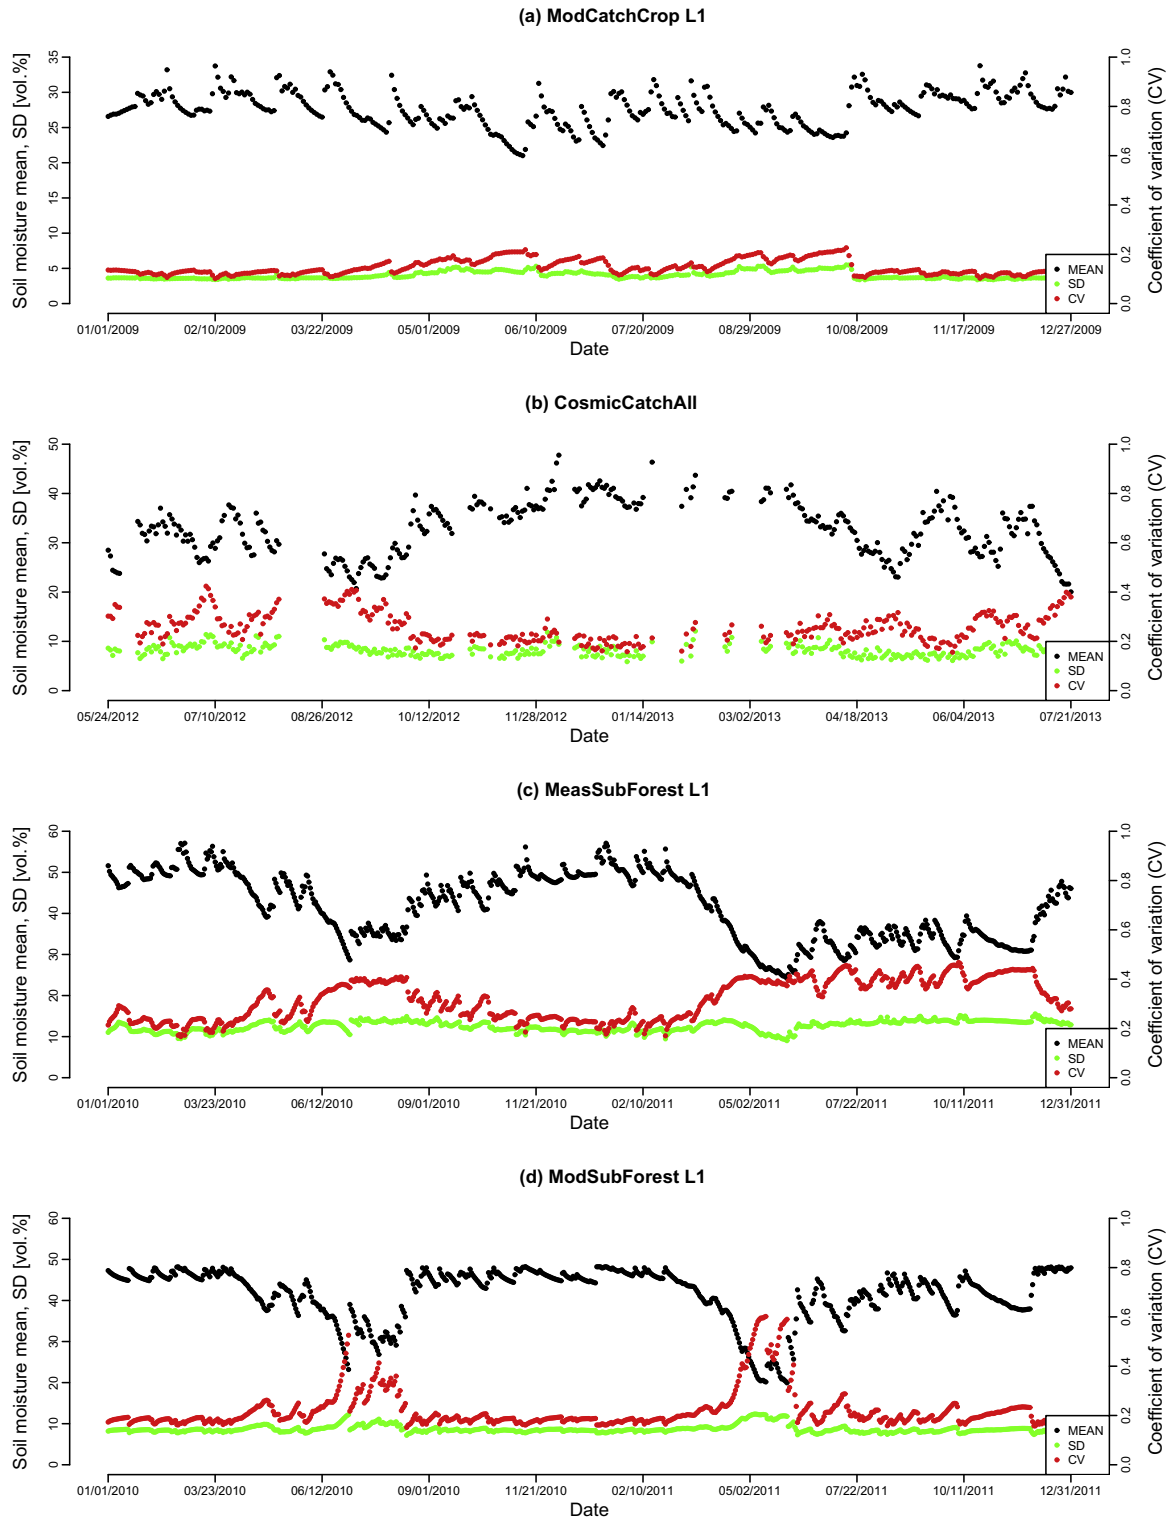 (a) ModCatchCrop L1
Soil moisture mean, SD [vol.%]
0 5 10 15 20 25 30 35
Coefficient of variation (CV)
0.0 0.2 0.4 0.6 0.8 1.0
MEAN
SD
CV
01/01/2009 02/10/2009 03/22/2009 05/01/2009 06/10/2009 07/20/2009 08/29/2009 10/08/2009 11/17/2009 12/27/2009
Date
(b) CosmicCatchAll
Soil moisture mean, SD [vol.%]
0 10 20 30 40 50
Coefficient of variation (CV)
0.0 0.2 0.4 0.6 0.8 1.0
MEAN
SD
CV
05/24/2012 07/10/2012 08/26/2012 10/12/2012 11/28/2012 01/14/2013 03/02/2013 04/18/2013 06/04/2013 07/21/2013
Date
(c) MeasSubForest L1
Soil moisture mean, SD [vol.%]
0 10 20 30 40 50 60
Coefficient of variation (CV)
0.0 0.2 0.4 0.6 0.8 1.0
MEAN
SD
CV
01/01/2010 03/23/2010 06/12/2010 09/01/2010 11/21/2010 02/10/2011 05/02/2011 07/22/2011 10/11/2011 12/31/2011
Date
(d) ModSubForest L1
Soil moisture mean, SD [vol.%]
0 10 20 30 40 50 60
Coefficient of variation (CV)
0.0 0.2 0.4 0.6 0.8 1.0
MEAN
SD
CV
01/01/2010 03/23/2010 06/12/2010 09/01/2010 11/21/2010 02/10/2011 05/02/2011 07/22/2011 10/11/2011 12/31/2011
Date